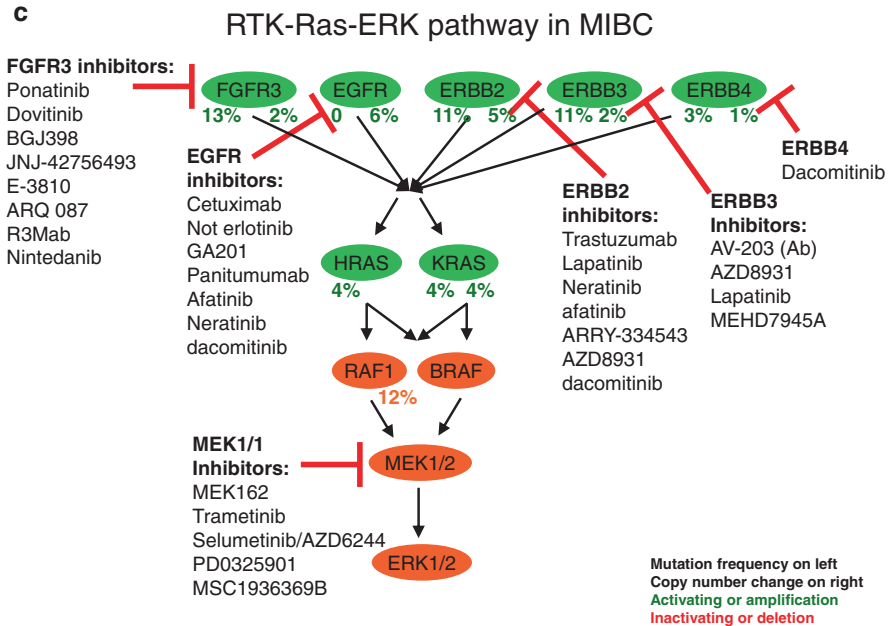 c
RTK-Ras-ERK pathway in MIBC
FGFR3 inhibitors:
Ponatinib
Dovitinib
BGJ398
JNJ-42756493
E-3810
ARQ 087
R3Mab
Nintedanib
FGFR3
13% 2%
EGFR
0 6%
ERBB2
11% 5%
ERBB3
11% 2%
ERBB4
3% 1%
EGFR
inhibitors:
Cetuximab
Not erlotinib
GA201
Panitumumab
Afatinib
Neratinib
dacomitinib
ERBB2
inhibitors:
Trastuzumab
Lapatinib
Neratinib
afatinib
ARRY-334543
AZD8931
dacomitinib
ERBB3
Inhibitors:
AV-203 (Ab)
AZD8931
Lapatinib
MEHD7945A
ERBB4
Dacomitinib
HRAS
4%
KRAS
4% 4%
RAF1
12%
BRAF
MEK1/1
Inhibitors:
MEK162
Trametinib
Selumetinib/AZD6244
PD0325901
MSC1936369B
MEK1/2
ERK1/2
Mutation frequency on left
Copy number change on right
Activating or amplification
Inactivating or deletion